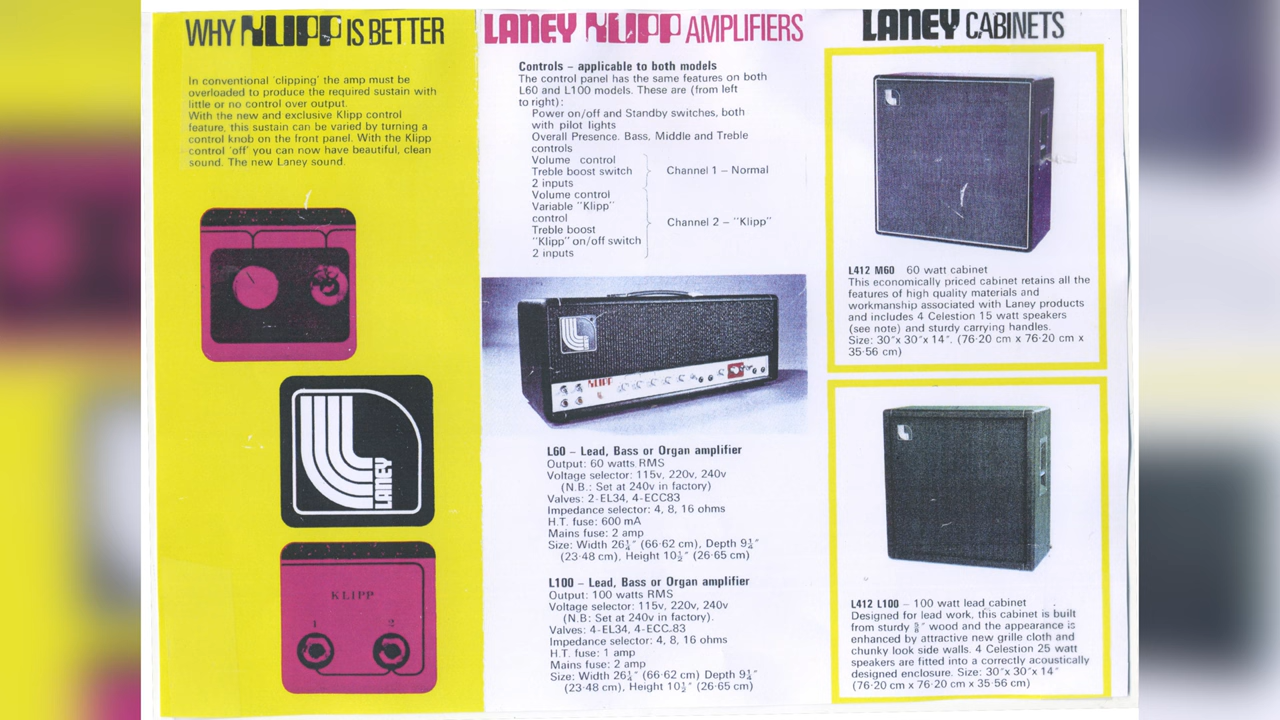 WHY KLIPP IS BETTER
In conventional 'clipping' the amp must be
overloaded to produce the required sustain with
little or no control over output.
With the new and exclusive Klipp control
feature, this sustain can be varied by turning a
control knob on the front panel. With the Klipp
control 'off' you can now have beautiful, clean
sound. The new Laney sound.
LANEY
KLIPP
1 2
LANEY KLIPP AMPLIFIERS
Controls – applicable to both models
The control panel has the same features on both
L60 and L100 models. These are (from left
to right):
Power on/off and Standby switches, both
with pilot lights
Overall Presence. Bass, Middle and Treble
controls
Volume control
Treble boost switch Channel 1 – Normal
2 inputs
Volume control
Variable "Klipp"
control Channel 2 – "Klipp"
Treble boost
"Klipp" on/off switch
2 inputs
KLIPP
L60 – Lead, Bass or Organ amplifier
Output: 60 watts RMS
Voltage selector: 115v, 220v, 240v
(N.B.: Set at 240v in factory)
Valves: 2-EL34, 4-ECC83
Impedance selector: 4, 8, 16 ohms
H.T. fuse: 600 mA
Mains fuse: 2 amp
Size: Width 26¼" (66·62 cm), Depth 9¼"
(23·48 cm), Height 10½" (26·65 cm)
L100 – Lead, Bass or Organ amplifier
Output: 100 watts RMS
Voltage selector: 115v, 220v, 240v
(N.B.: Set at 240v in factory).
Valves: 4-EL34, 4-ECC.83
Impedance selector: 4, 8, 16 ohms
H.T. fuse: 1 amp
Mains fuse: 2 amp
Size: Width 26¼" (66·62 cm) Depth 9¼"
(23·48 cm), Height 10½" (26·65 cm)
LANEY CABINETS
L412 M60 60 watt cabinet
This economically priced cabinet retains all the
features of high quality materials and
workmanship associated with Laney products
and includes 4 Celestion 15 watt speakers
(see note) and sturdy carrying handles.
Size: 30"x 30"x 14". (76·20 cm x 76·20 cm x
35·56 cm)
L412 L100 – 100 watt lead cabinet
Designed for lead work, this cabinet is built
from sturdy ⅝" wood and the appearance is
enhanced by attractive new grille cloth and
chunky look side walls. 4 Celestion 25 watt
speakers are fitted into a correctly acoustically
designed enclosure. Size: 30"x 30"x 14"
(76·20 cm x 76·20 cm x 35·56 cm)